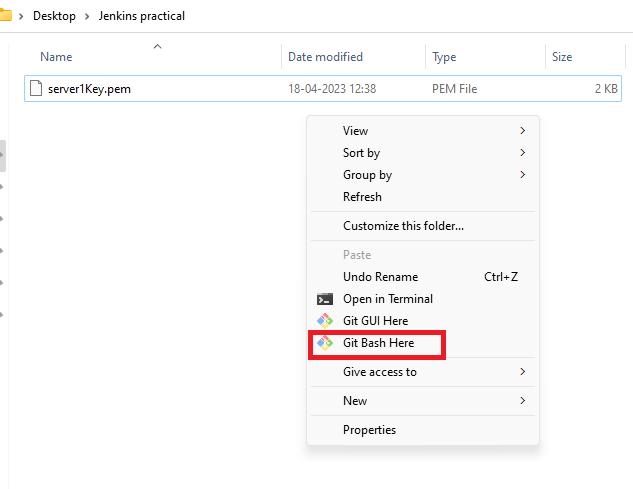 Desktop > Jenkins practical
Name Date modified Type Size
server1Key.pem 18-04-2023 12:38 PEM File 2 KB
View
Sort by
Group by
Refresh
Customize this folder...
Paste
Undo Rename Ctrl+Z
Open in Terminal
Git GUI Here
Git Bash Here
Give access to
New
Properties